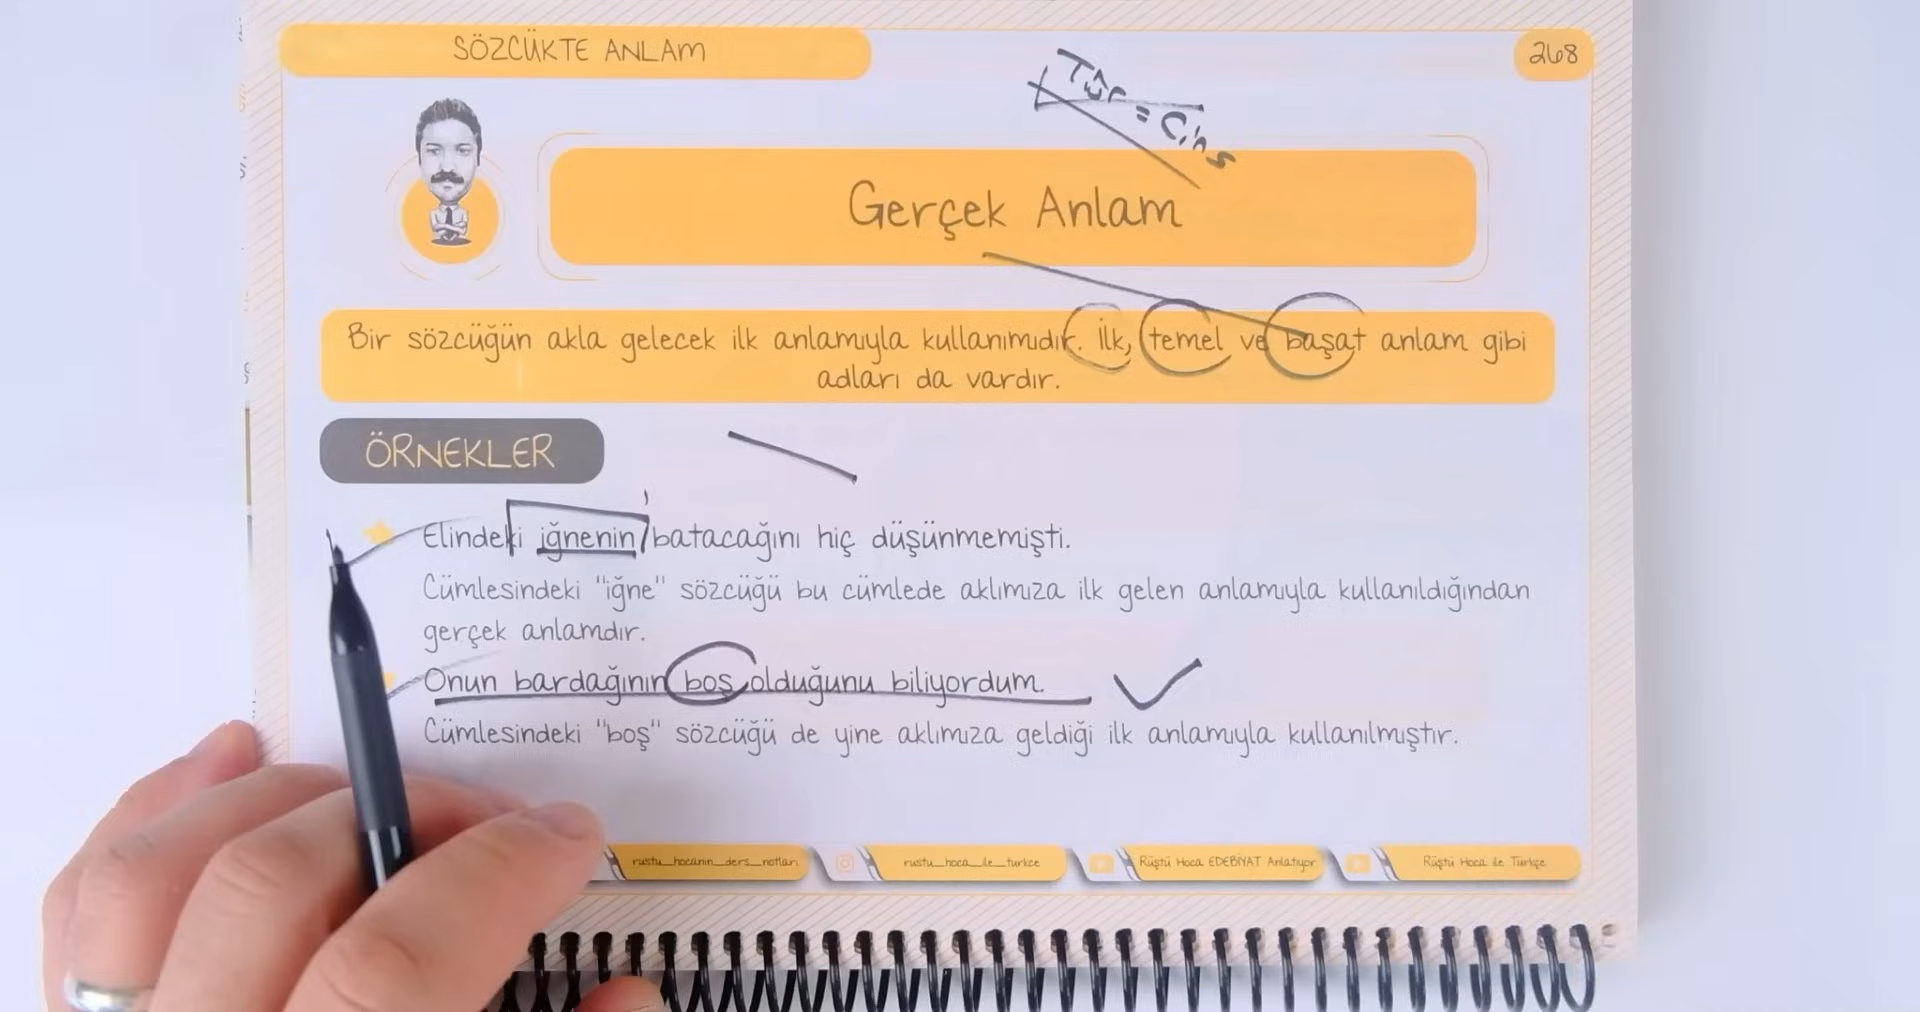 SÖZCÜKTE ANLAM
268
Tür = Cins
Gerçek Anlam
Bir sözcüğün akla gelecek ilk anlamıyla kullanımıdır. İlk, temel ve başat anlam gibi
adları da vardır.
ÖRNEKLER
Elindeki iğnenin batacağını hiç düşünmemişti.
Cümlesindeki "iğne" sözcüğü bu cümlede aklımıza ilk gelen anlamıyla kullanıldığından
gerçek anlamdır.
Onun bardağının boş olduğunu biliyordum.
Cümlesindeki "boş" sözcüğü de yine aklımıza geldiği ilk anlamıyla kullanılmıştır.
rustu_hocanın_ders_notları
rustu_hoca_ile_turkce
Rüştü Hoca EDEBİYAT Anlatıyor
Rüştü Hoca ile Türkçe